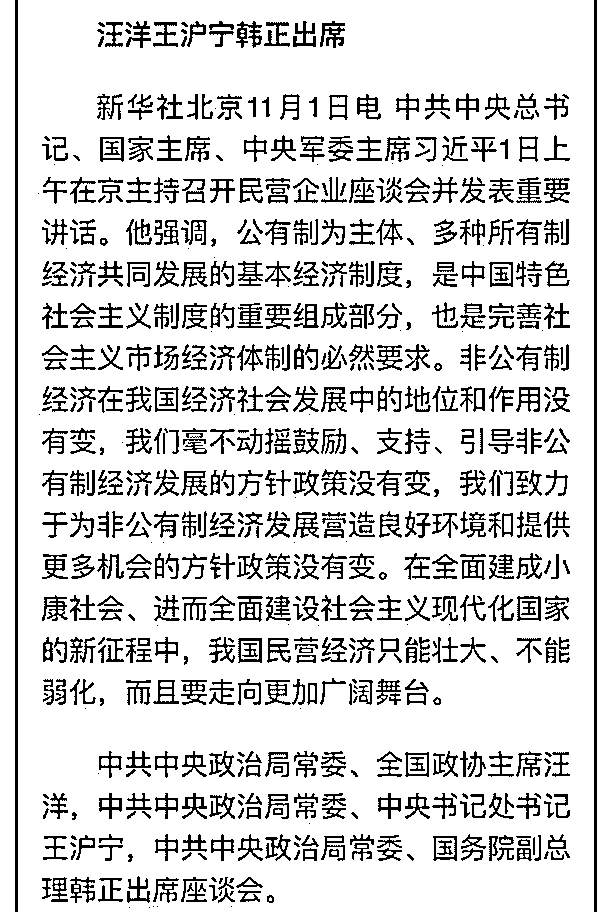 汪洋王沪宁韩正出席
新华社北京11月1日电 中共中央总书
记、国家主席、中央军委主席习近平1日上
午在京主持召开民营企业座谈会并发表重要
讲话。他强调，公有制为主体、多种所有制
经济共同发展的基本经济制度，是中国特色
社会主义制度的重要组成部分，也是完善社
会主义市场经济体制的必然要求。非公有制
经济在我国经济社会发展中的地位和作用没
有变，我们毫不动摇鼓励、支持、引导非公
有制经济发展的方针政策没有变，我们致力
于为非公有制经济发展营造良好环境和提供
更多机会的方针政策没有变。在全面建成小
康社会、进而全面建设社会主义现代化国家
的新征程中，我国民营经济只能壮大、不能
弱化，而且要走向更加广阔舞台。
中共中央政治局常委、全国政协主席汪
洋，中共中央政治局常委、中央书记处书记
王沪宁，中共中央政治局常委、国务院副总
理韩正出席座谈会。